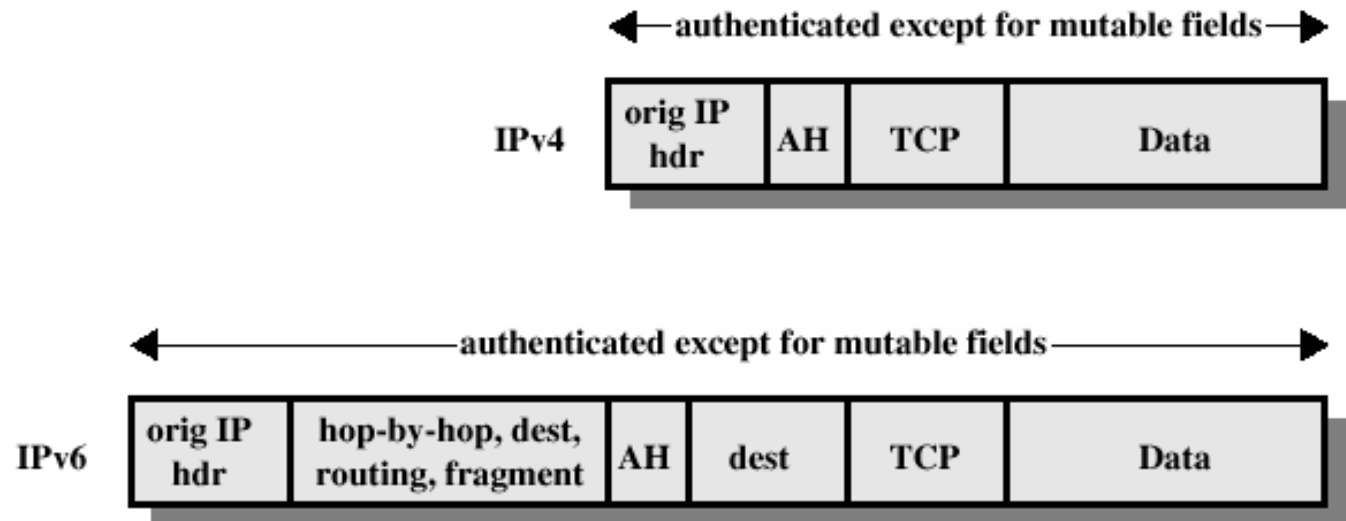 authenticated except for mutable fields
IPv4
orig IP
hdr
AH
TCP
Data
authenticated except for mutable fields
IPv6
orig IP
hdr
hop-by-hop, dest,
routing, fragment
AH
dest
TCP
Data